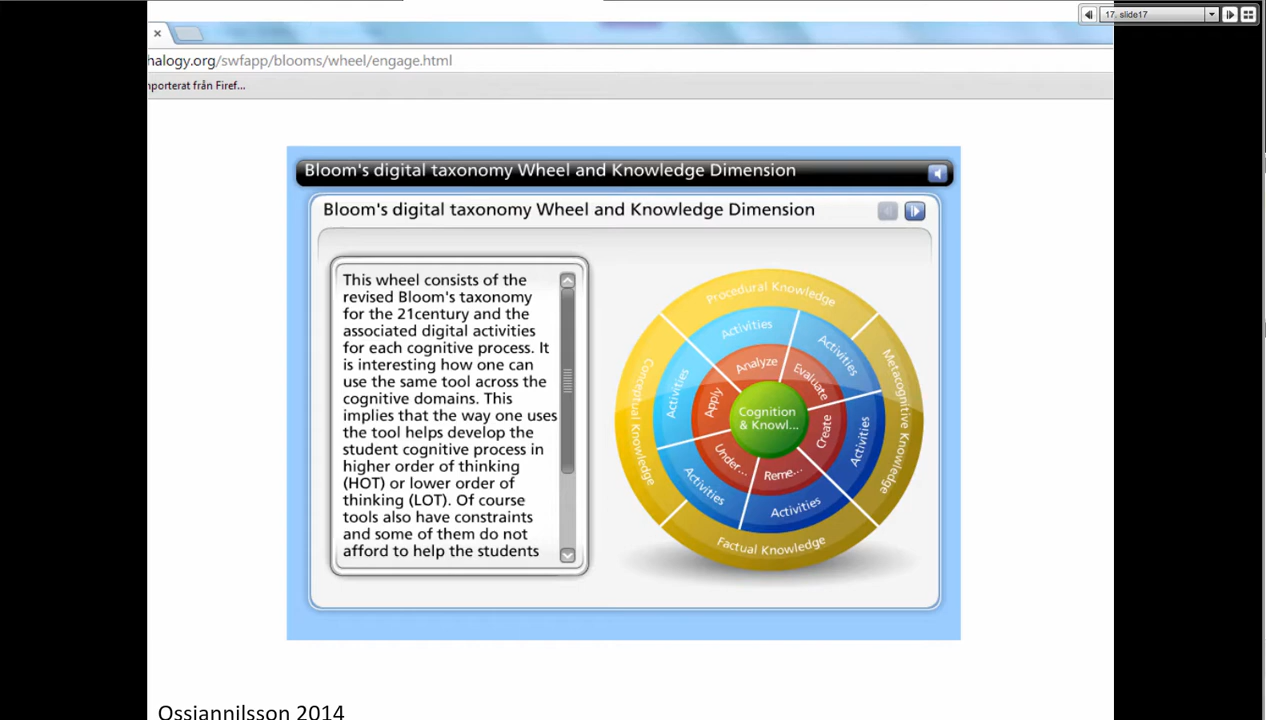 17. slide17
halogy.org/swfapp/blooms/wheel/engage.html
nporterat från Firef...
Bloom's digital taxonomy Wheel and Knowledge Dimension
Bloom's digital taxonomy Wheel and Knowledge Dimension
This wheel consists of the
revised Bloom's taxonomy
for the 21century and the
associated digital activities
for each cognitive process. It
is interesting how one can
use the same tool across the
cognitive domains. This
implies that the way one uses
the tool helps develop the
student cognitive process in
higher order of thinking
(HOT) or lower order of
thinking (LOT). Of course
tools also have constraints
and some of them do not
afford to help the students
Procedural Knowledge
Metacognitive Knowledge
Factual Knowledge
Conceptual Knowledge
Activities
Activities
Activities
Activities
Activities
Activities
Analyze
Evaluate
Create
Reme...
Under...
Apply
Cognition
& Knowl...
Ossiannilsson 2014